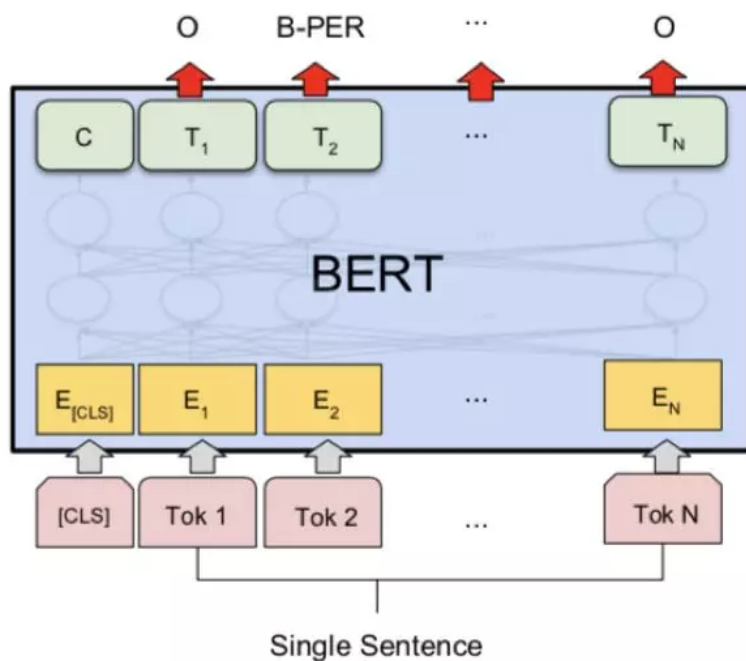 O B-PER ... O
C T1 T2 ... TN
...
BERT
...
E[CLS] E1 E2 ... EN
[CLS] Tok 1 Tok 2 ... Tok N
Single Sentence